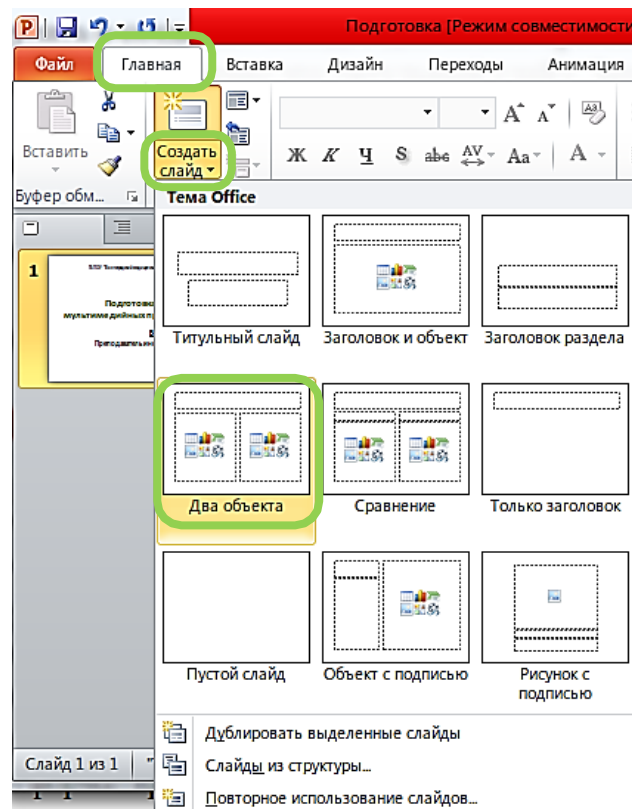 Подготовка [Режим совместимости
Файл Главная Вставка Дизайн Переходы Анимация
Вставить
Создать
слайд
Ж К Ч S abc AV Aa A
Буфер обм...
Тема Office
1
Подготовка
мультимедийных п
Титульный слайд Заголовок и объект Заголовок раздела
Два объекта Сравнение Только заголовок
Пустой слайд Объект с подписью Рисунок с
подписью
Дублировать выделенные слайды
Слайд 1 из 1
Слайды из структуры...
Повторное использование слайдов...